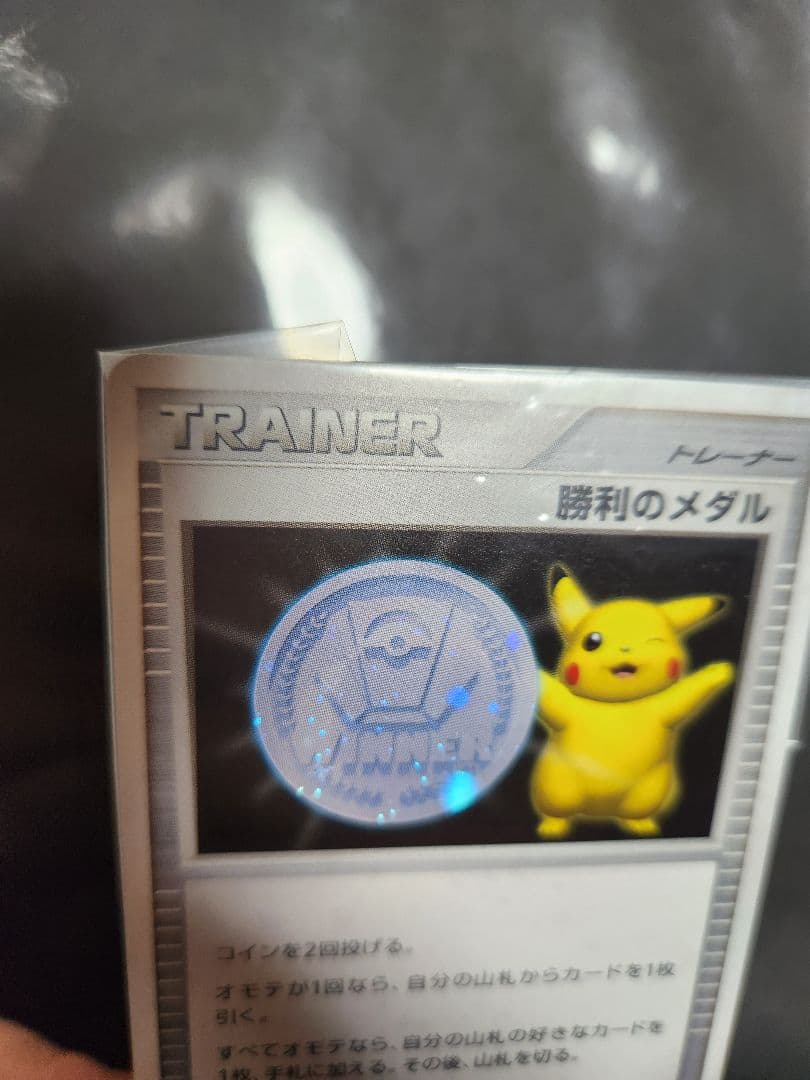 TRAINER
トレーナー
勝利のメダル
WINNER
コインを2回投げる。
オモテが1回なら、自分の山札からカードを1枚
引く。
すべてオモテなら、自分の山札の好きなカードを
1枚、手札に加える。その後、山札を切る。